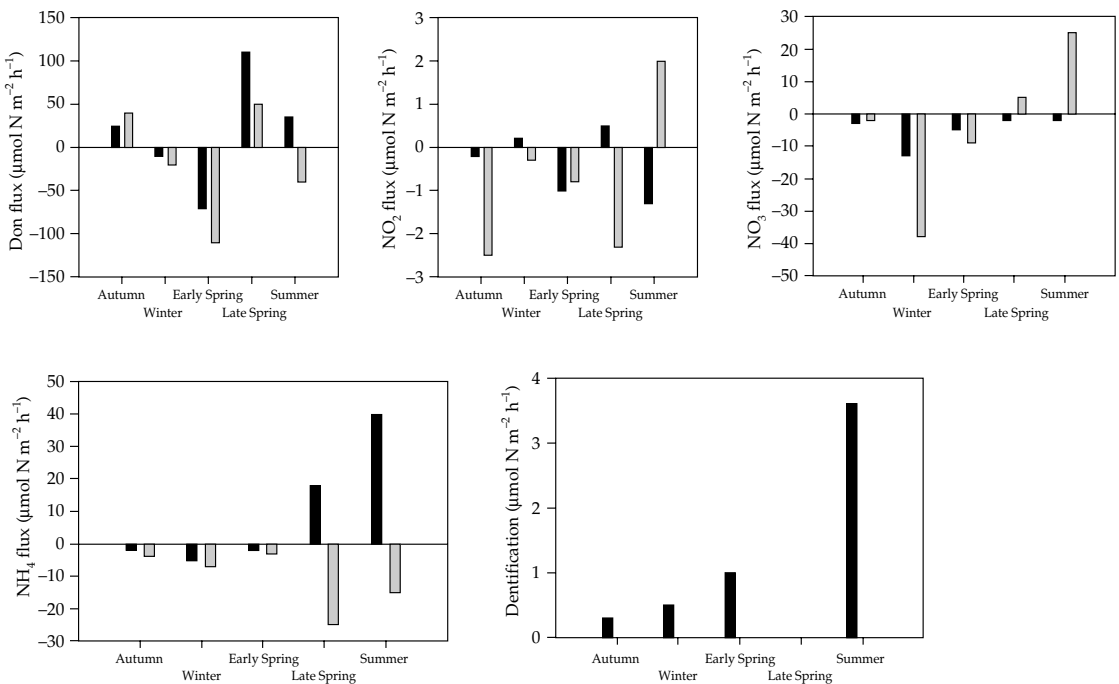 Don flux (μmol N m⁻² h⁻¹)
150
100
50
0
−50
−100
−150
Autumn
Early Spring
Summer
Winter
Late Spring
NO₂ flux (μmol N m⁻² h⁻¹)
3
2
1
0
−1
−2
−3
Autumn
Early Spring
Summer
Winter
Late Spring
NO₃ flux (μmol N m⁻² h⁻¹)
30
20
10
0
−10
−20
−30
−40
−50
Autumn
Early Spring
Summer
Winter
Late Spring
NH₄ flux (μmol N m⁻² h⁻¹)
50
40
30
20
10
0
−10
−20
−30
Autumn
Early Spring
Summer
Winter
Late Spring
Dentification (μmol N m⁻² h⁻¹)
4
3
2
1
0
Autumn
Early Spring
Summer
Winter
Late Spring